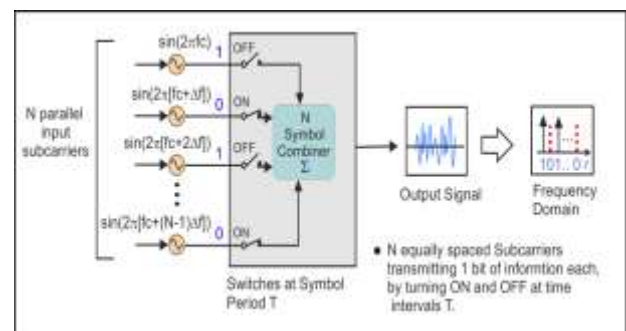 sin(2πfc)
1
OFF
sin(2π[fc+Δf])
0
ON
N parallel
input
subcarriers
sin(2π[fc+2Δf])
1
OFF
N
Symbol
Combiner
Σ
sin(2π[fc+(N-1)Δf])
0
ON
Switches at Symbol
Period T
Output Signal
101.. 0
Frequency
Domain
● N equally spaced Subcarriers
transmitting 1 bit of informtion each,
by turning ON and OFF at time
intervals T.